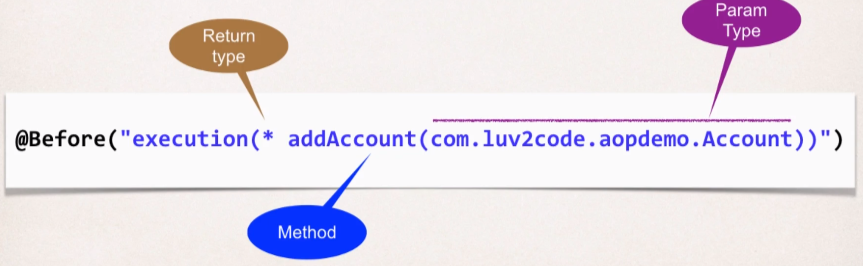 Param
Type
Return
type
@Before("execution(* addAccount(com.luv2code.aopdemo.Account))")
Method